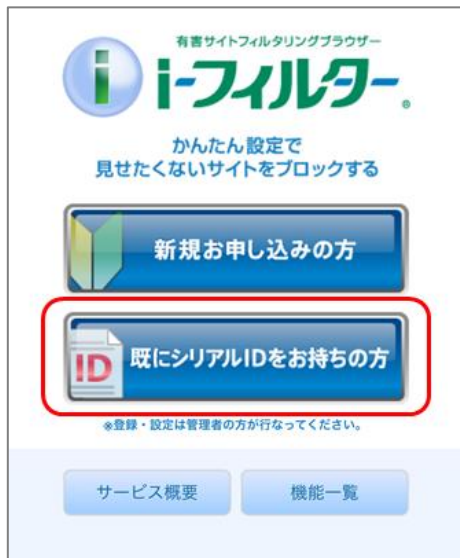 有害サイトフィルタリングブラウザー
i
i-フィルター®
かんたん設定で
見せたくないサイトをブロックする
新規お申し込みの方
ID 既にシリアルIDをお持ちの方
※登録・設定は管理者の方が行なってください。
サービス概要 機能一覧